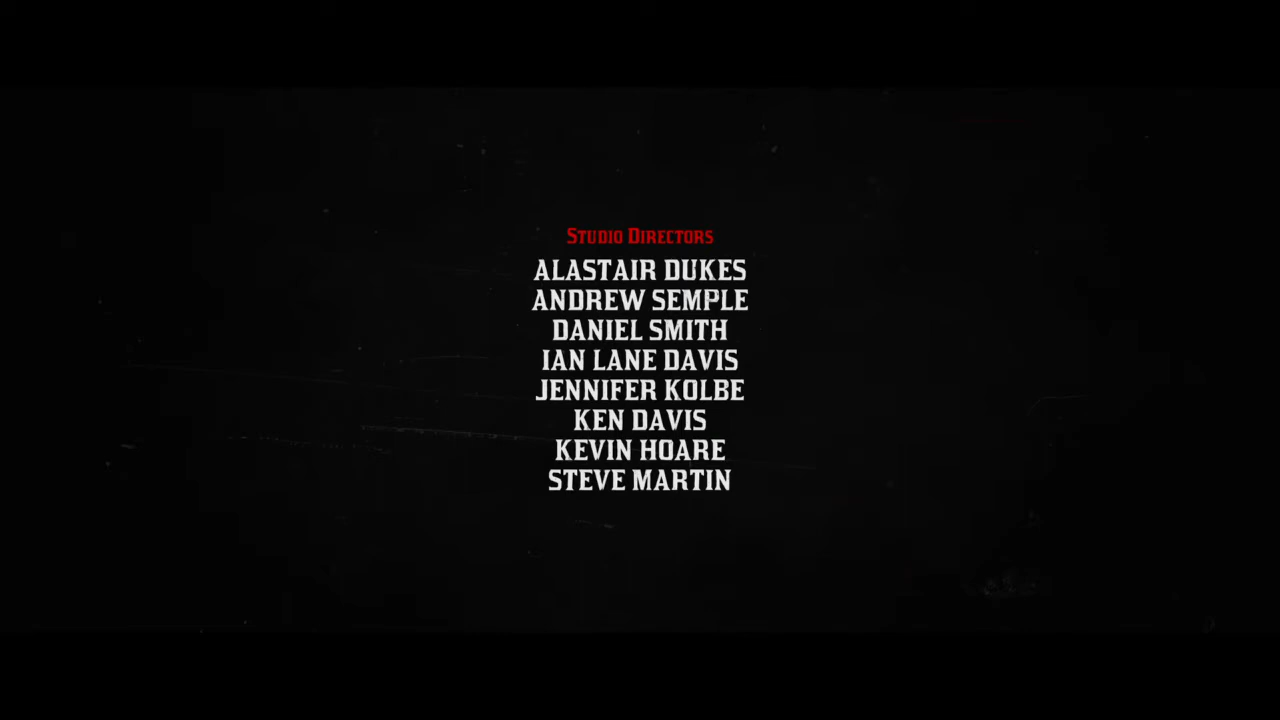 Studio Directors
ALASTAIR DUKES
ANDREW SEMPLE
DANIEL SMITH
IAN LANE DAVIS
JENNIFER KOLBE
KEN DAVIS
KEVIN HOARE
STEVE MARTIN